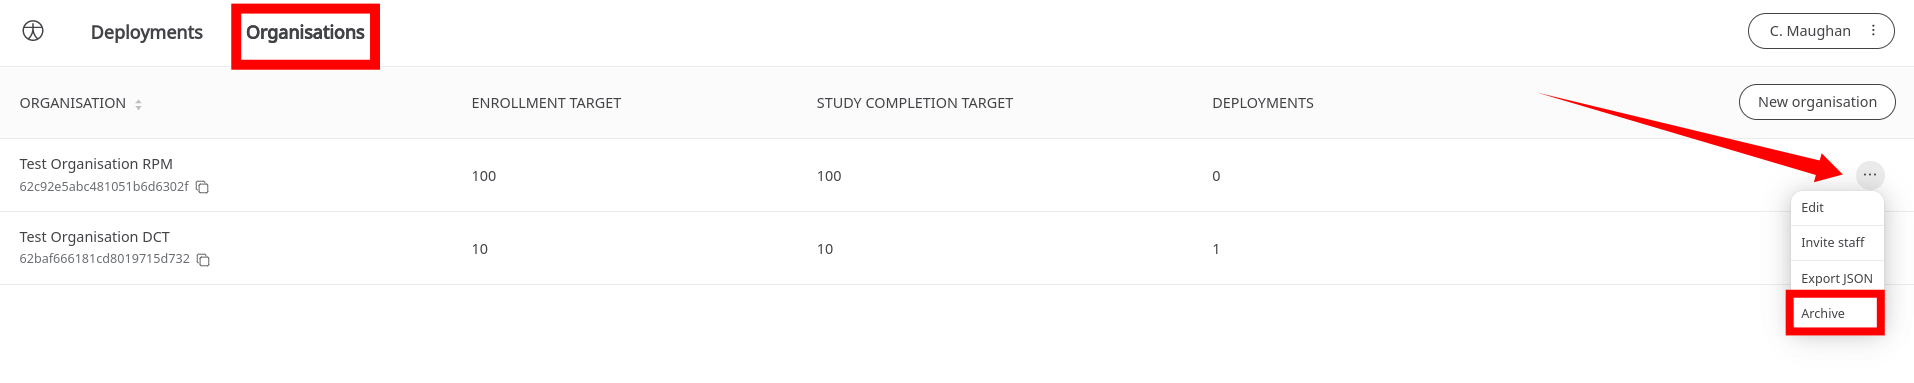 Deployments Organisations C. Maughan
ORGANISATION ENROLLMENT TARGET STUDY COMPLETION TARGET DEPLOYMENTS New organisation
Test Organisation RPM
62c92e5abc481051b6d6302f
100 100 0
Edit
Invite staff
Test Organisation DCT
62baf666181cd8019715d732
10 10 1
Export JSON
Archive